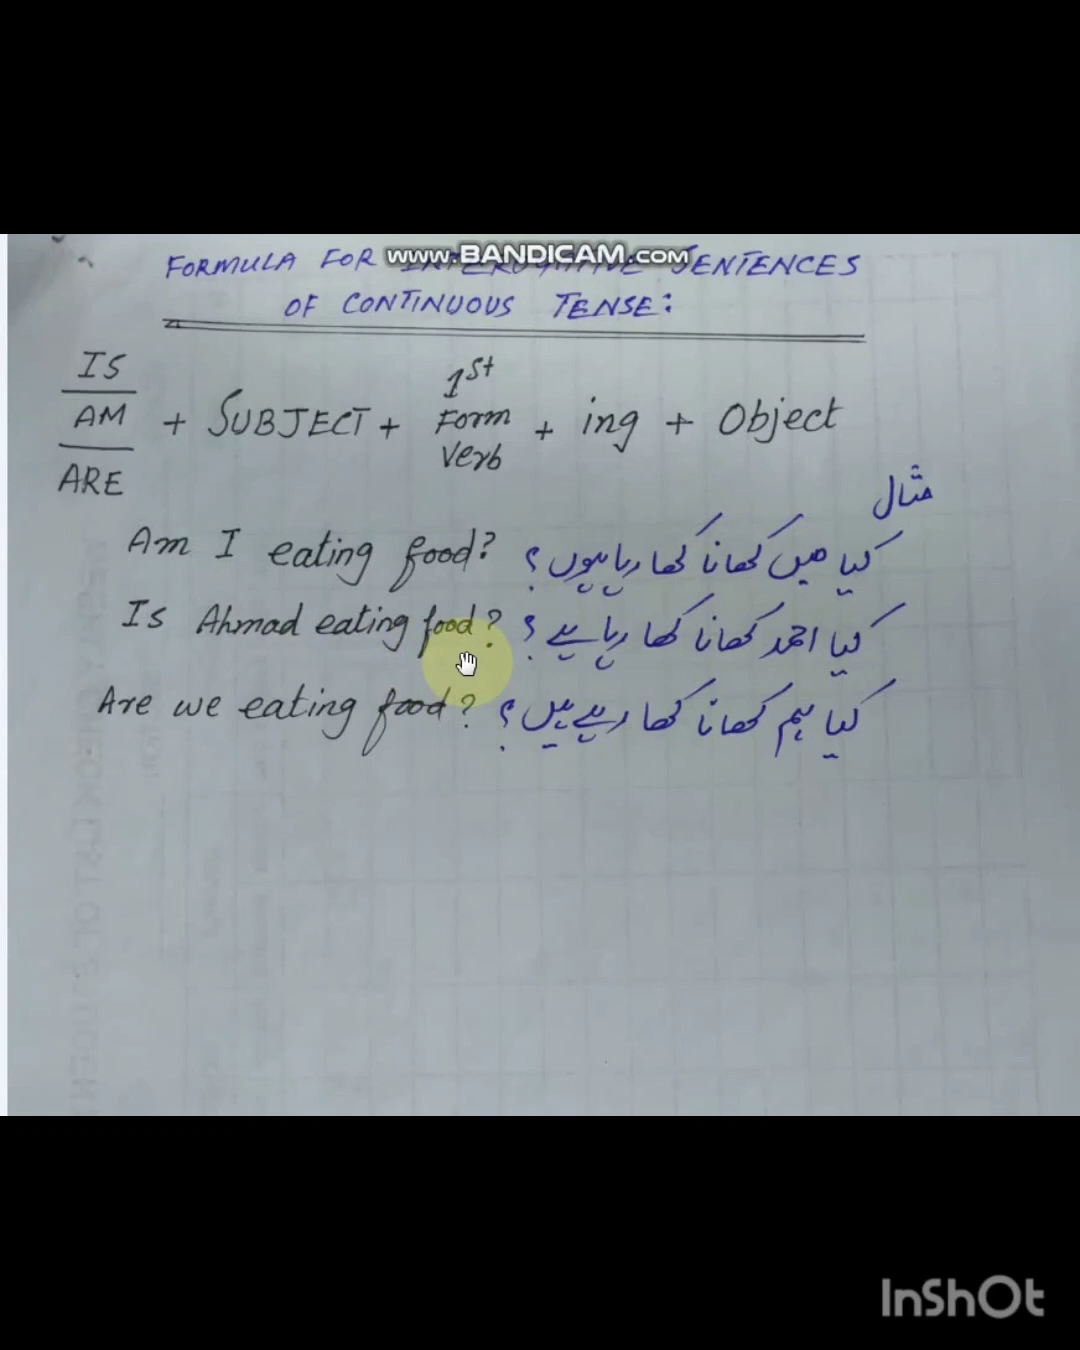 www.BANDICAM.com
FORMULA FOR INTEROGATIVE SENTENCES
OF CONTINUOUS TENSE:
IS
AM
ARE
+ SUBJECT + 1st Form Verb + ing + Object
مثال
Am I eating food? کیا میں کھانا کھا رہا ہوں؟
Is Ahmad eating food? کیا احمد کھانا کھا رہا ہے؟
Are we eating food? کیا ہم کھانا کھا رہے ہیں؟
InShOt